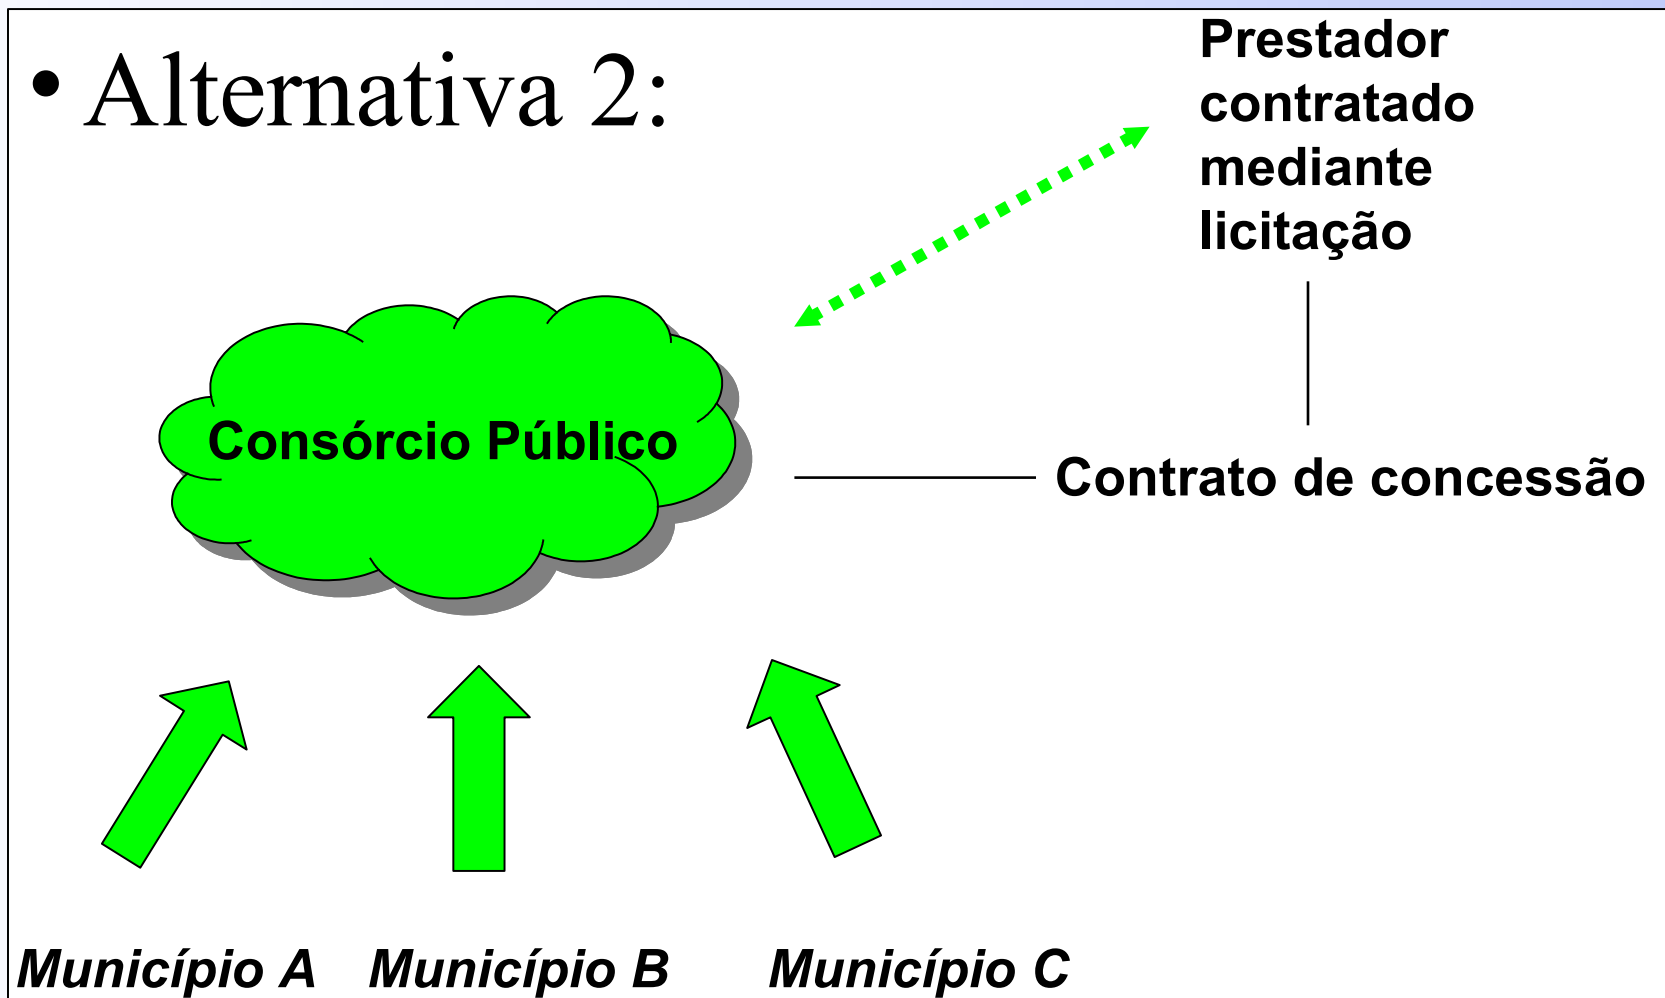 • Alternativa 2:
Prestador
contratado
mediante
licitação
Consórcio Público
Contrato de concessão
Município A
Município B
Município C